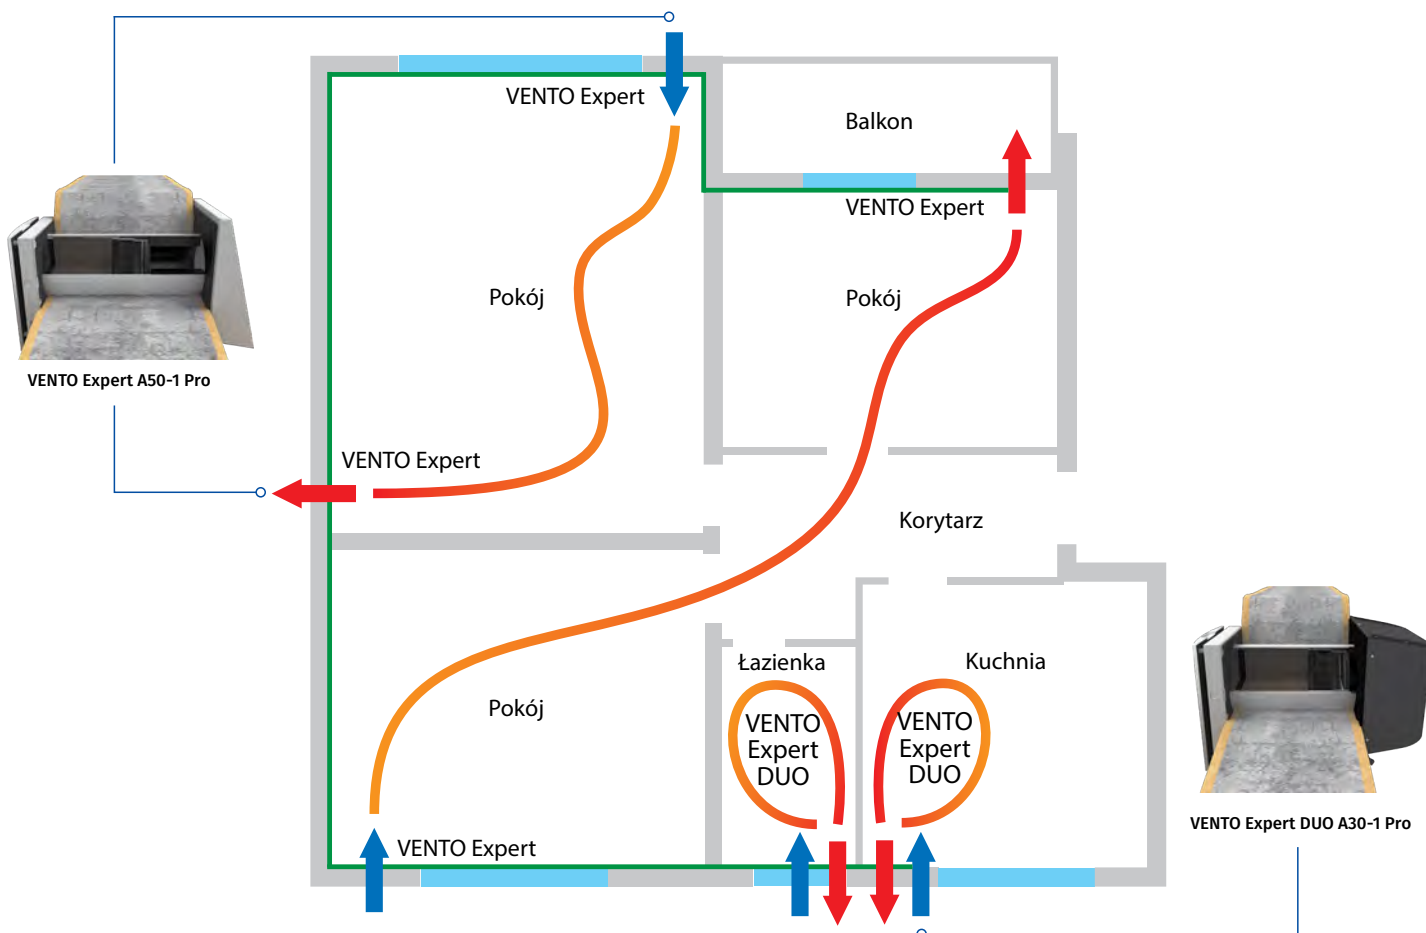 VENTO Expert
Balkon
VENTO Expert
Pokój
Pokój
VENTO Expert A50-1 Pro
VENTO Expert
Korytarz
Łazienka
Kuchnia
Pokój
VENTO
Expert
DUO
VENTO
Expert
DUO
VENTO Expert DUO A30-1 Pro
VENTO Expert